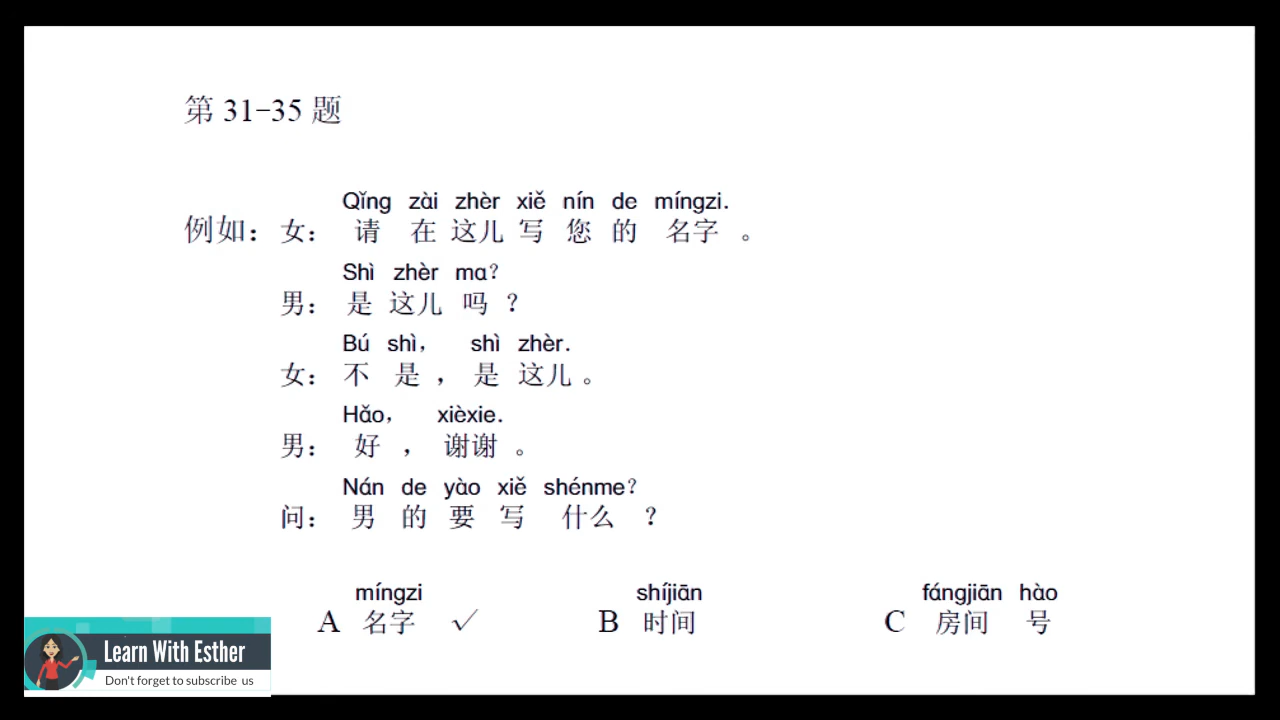 第 31-35 题
Qǐng zài zhèr xiě nín de míngzi.
例如：女： 请 在 这儿 写 您 的 名字 。
Shì zhèr ma?
男： 是 这儿 吗 ？
Bú shì, shì zhèr.
女： 不 是 ， 是 这儿 。
Hǎo, xièxie.
男： 好 ， 谢谢 。
Nán de yào xiě shénme?
问： 男 的 要 写 什么 ？
míngzi shíjiān fángjiān hào
A 名字 √ B 时间 C 房间 号
Learn With Esther
Don't forget to subscribe us